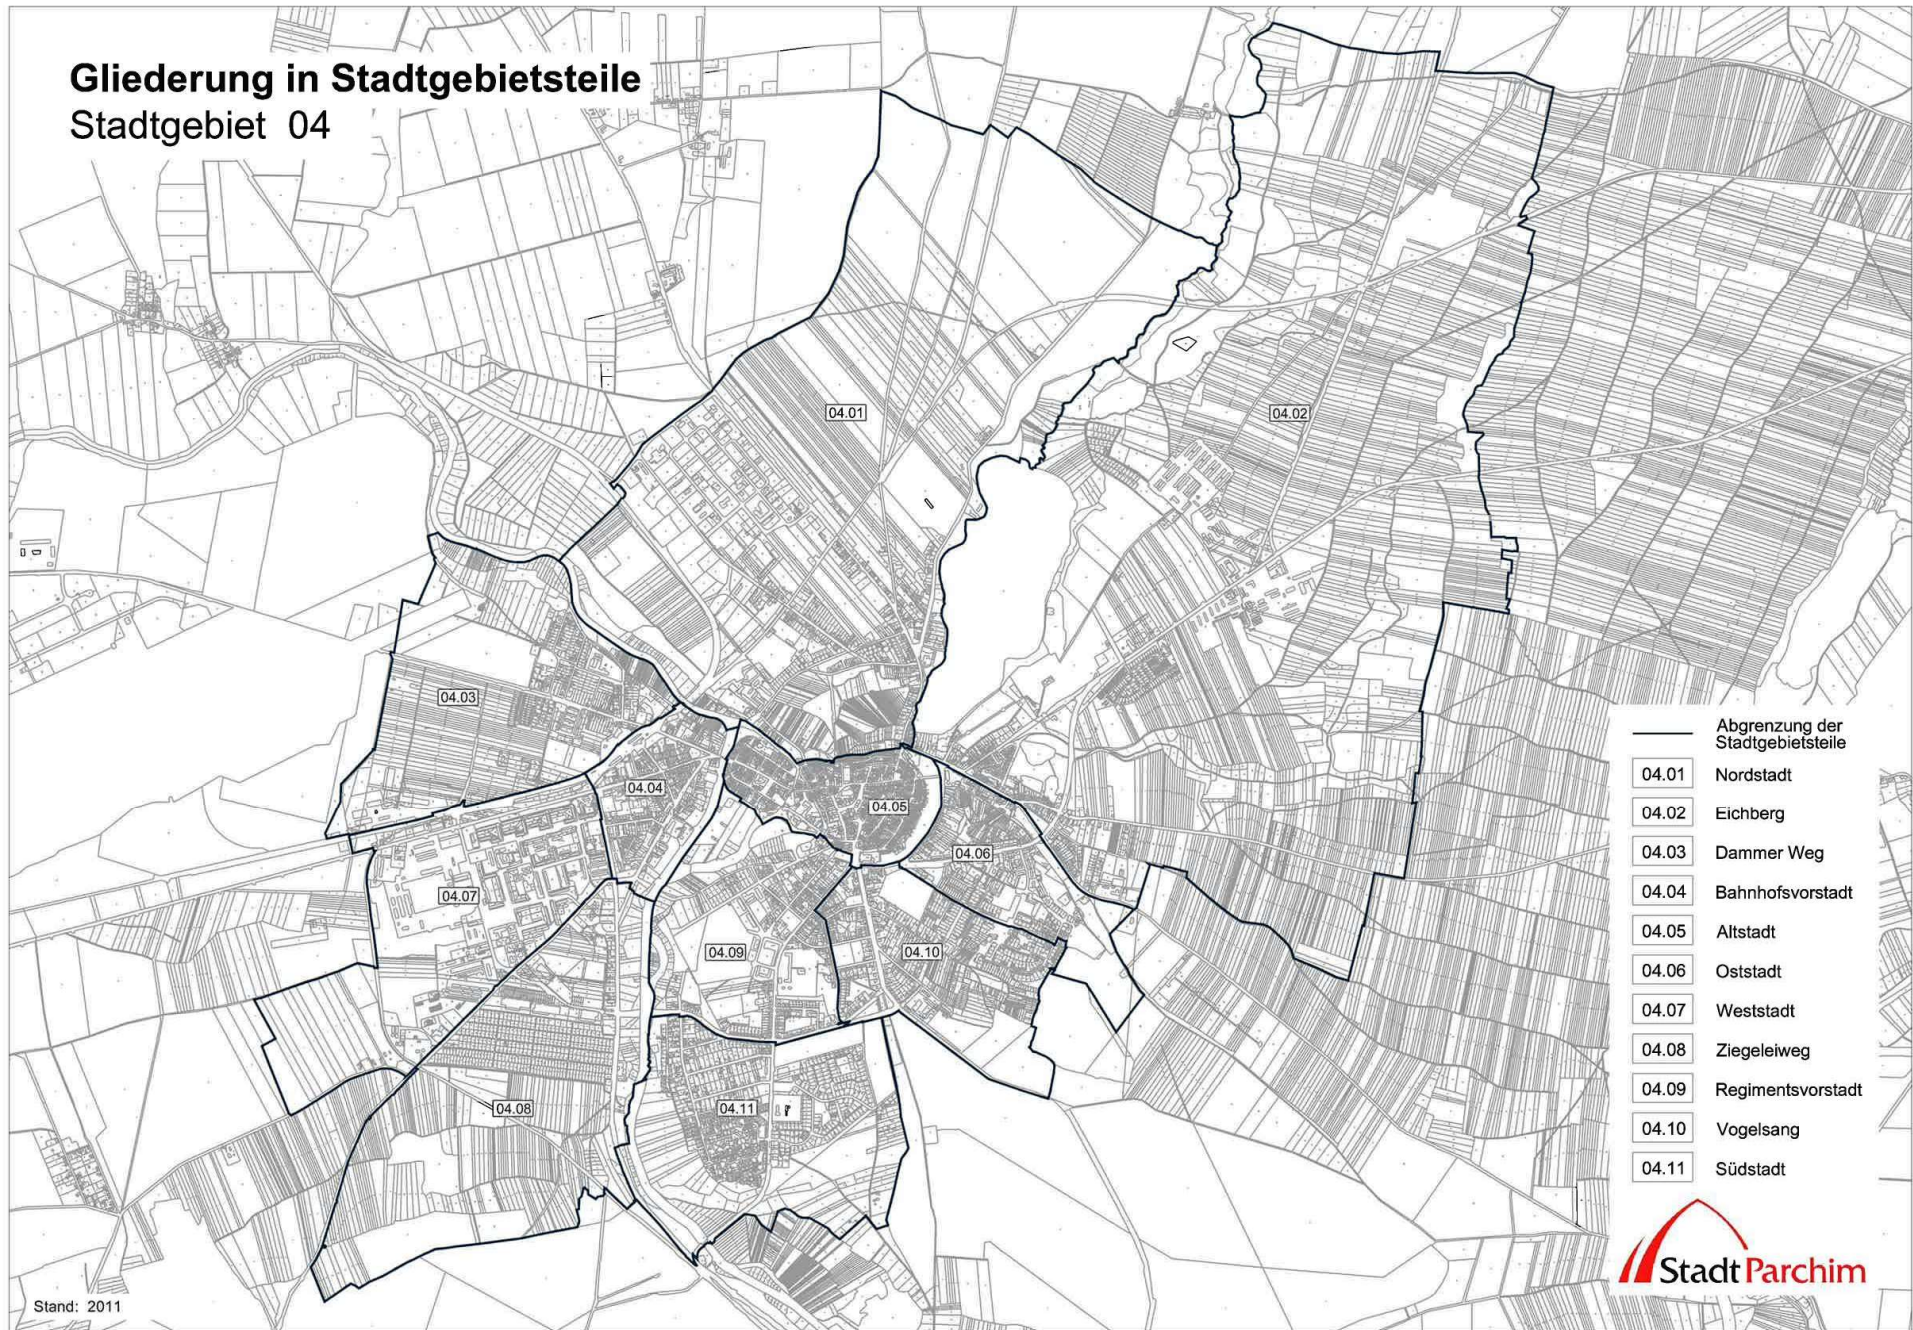 Gliederung in Stadtgebietsteile
Stadtgebiet 04
04.01
04.02
04.03
04.04
04.05
04.06
04.07
04.09
04.10
04.08
04.11
Abgrenzung der
Stadtgebietsteile
04.01 Nordstadt
04.02 Eichberg
04.03 Dammer Weg
04.04 Bahnhofsvorstadt
04.05 Altstadt
04.06 Oststadt
04.07 Weststadt
04.08 Ziegeleiweg
04.09 Regimentsvorstadt
04.10 Vogelsang
04.11 Südstadt
Stadt Parchim
Stand: 2011